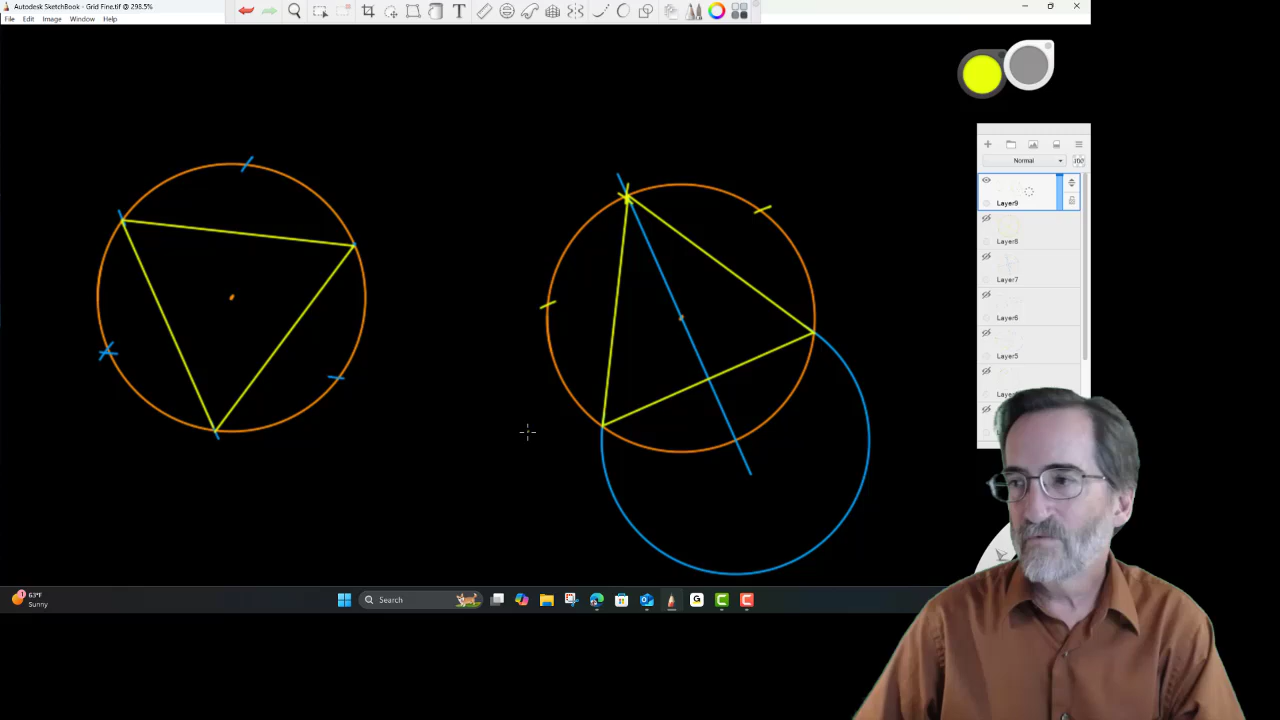 Autodesk SketchBook - Grid Fine.tif @ 298.5%
File Edit Image Window Help
T
Normal
Layer9
Layer8
Layer7
Layer6
Layer5
1
63°F
Sunny
Search
G